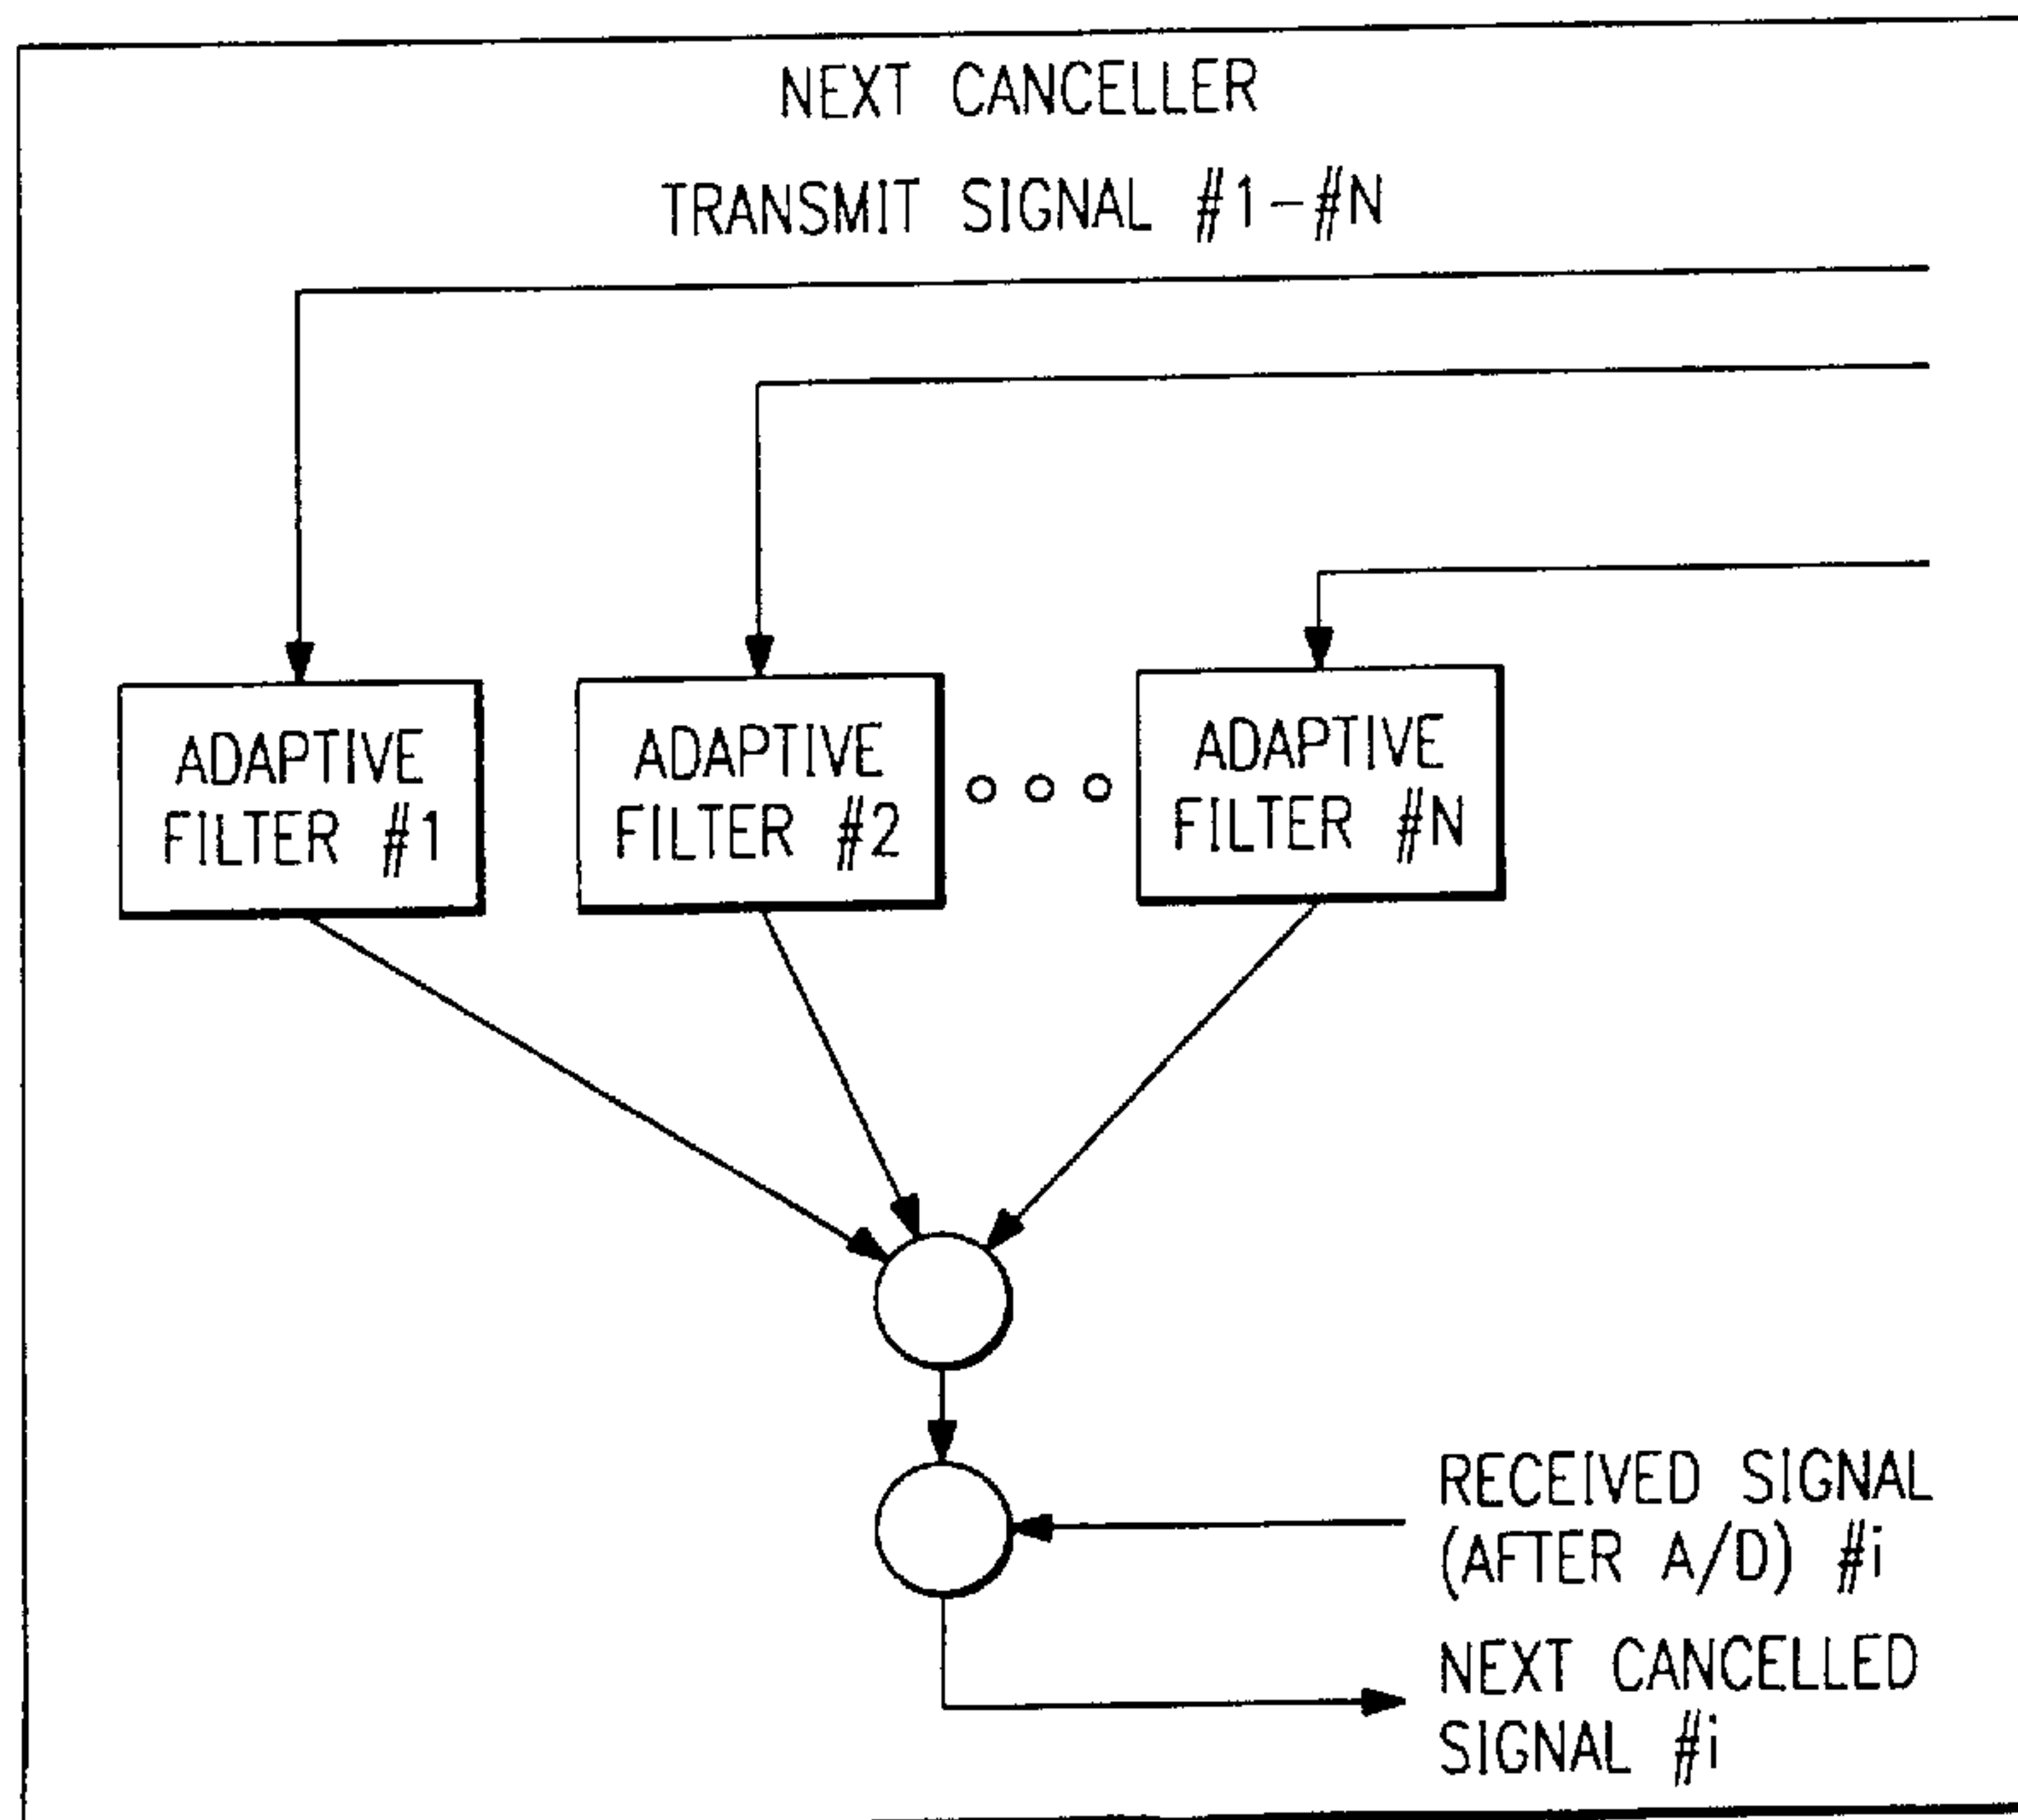 NEXT CANCELLER
TRANSMIT SIGNAL #1-#N
ADAPTIVE
FILTER #1
ADAPTIVE
FILTER #2
ADAPTIVE
FILTER #N
RECEIVED SIGNAL
(AFTER A/D) #i
NEXT CANCELLED
SIGNAL #i